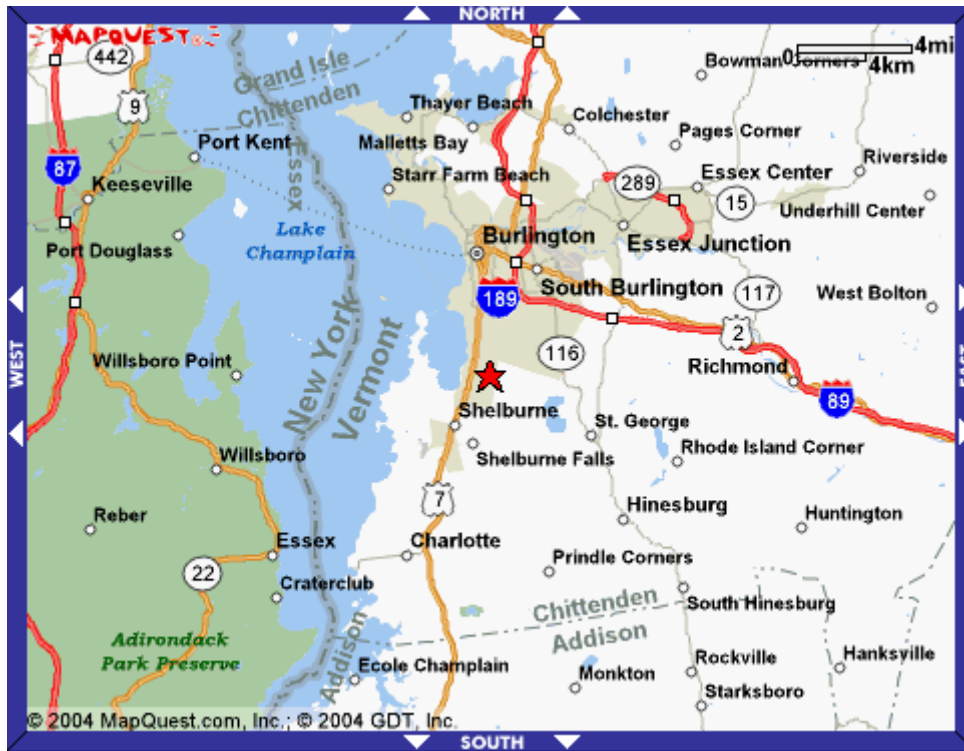 NORTH
MAPQUEST
442
Grand Isle
Chittenden
Bowman Corners
0 4mi
4km
9
Thayer Beach
Colchester
Port Kent
Essex
Malletts Bay
Pages Corner
87
Keeseville
Starr Farm Beach
289
Essex Center
Riverside
15
Underhill Center
Port Douglass
Lake
Champlain
Burlington
Essex Junction
189
South Burlington
117
West Bolton
WEST
EAST
New York
Vermont
2
116
Willsboro Point
Richmond
89
Shelburne
St. George
Willsboro
Shelburne Falls
Rhode Island Corner
7
Reber
Hinesburg
Huntington
Essex
Charlotte
22
Prindle Corners
Craterclub
Chittenden
Addison
South Hinesburg
Adirondack
Park Preserve
Addison
Ecole Champlain
Monkton
Rockville
Hanksville
Starksboro
© 2004 MapQuest.com, Inc.; © 2004 GDT, Inc.
SOUTH